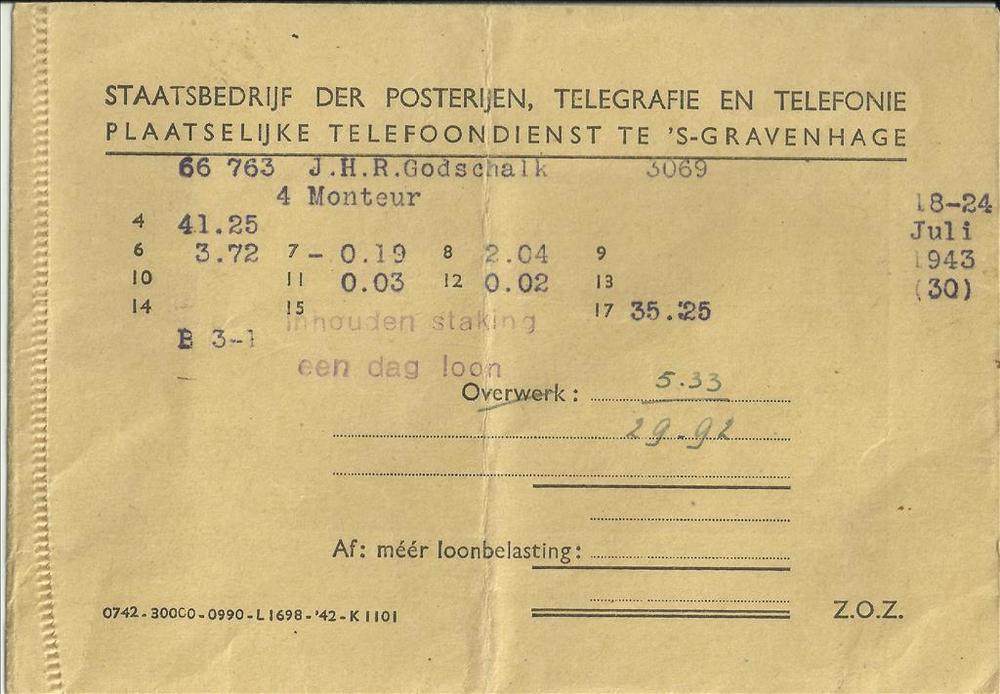 STAATSBEDRIJF DER POSTERIJEN, TELEGRAFIE EN TELEFONIE
PLAATSELIJKE TELEFOONDIENST TE 'S-GRAVENHAGE
66 763 J.H.R.Godschalk 3069
4 Monteur 18-24
4 41.25 Juli
6 3.72 7 - 0.19 8 2.04 9 1943
10 11 0.03 12 0.02 13 (30)
14 15 17 35.25
Inhouden staking
B 3-1
een dag loon
Overwerk: 5.33
29-92
Af: méér loonbelasting:
0742-30000-0990-L1698-'42-K1101 Z.O.Z.